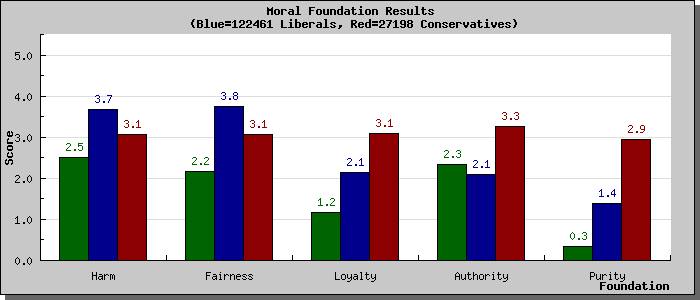 Moral Foundation Results
(Blue=122461 Liberals, Red=27198 Conservatives)
Score
5.0
4.0
3.0
2.0
1.0
0.0
2.5 3.7 3.1
2.2 3.8 3.1
1.2 2.1 3.1
2.3 2.1 3.3
0.3 1.4 2.9
Harm Fairness Loyalty Authority Purity
Foundation